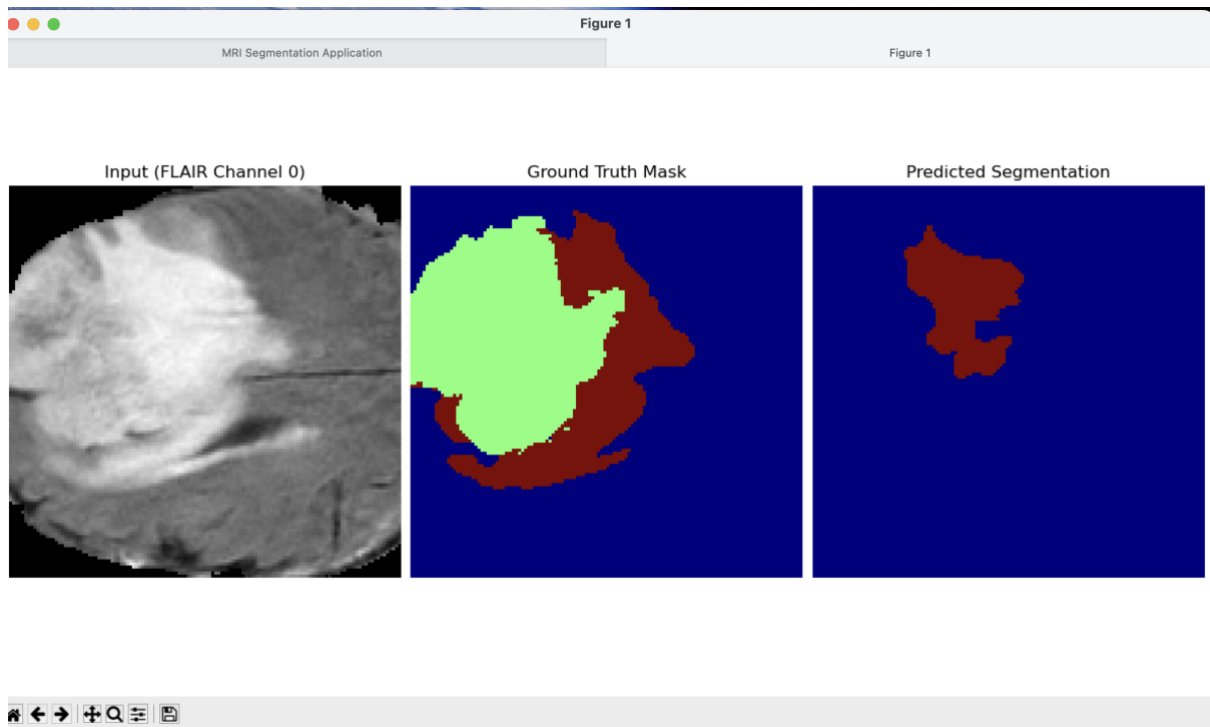 Figure 1
MRI Segmentation Application
Figure 1
Input (FLAIR Channel 0)
Ground Truth Mask
Predicted Segmentation